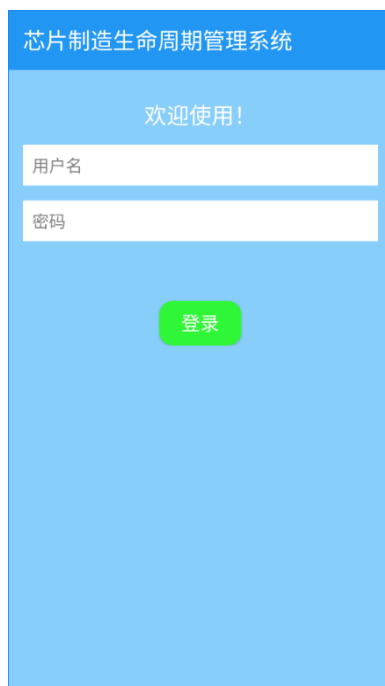 芯片制造生命周期管理系统
欢迎使用！
用户名
密码
登录